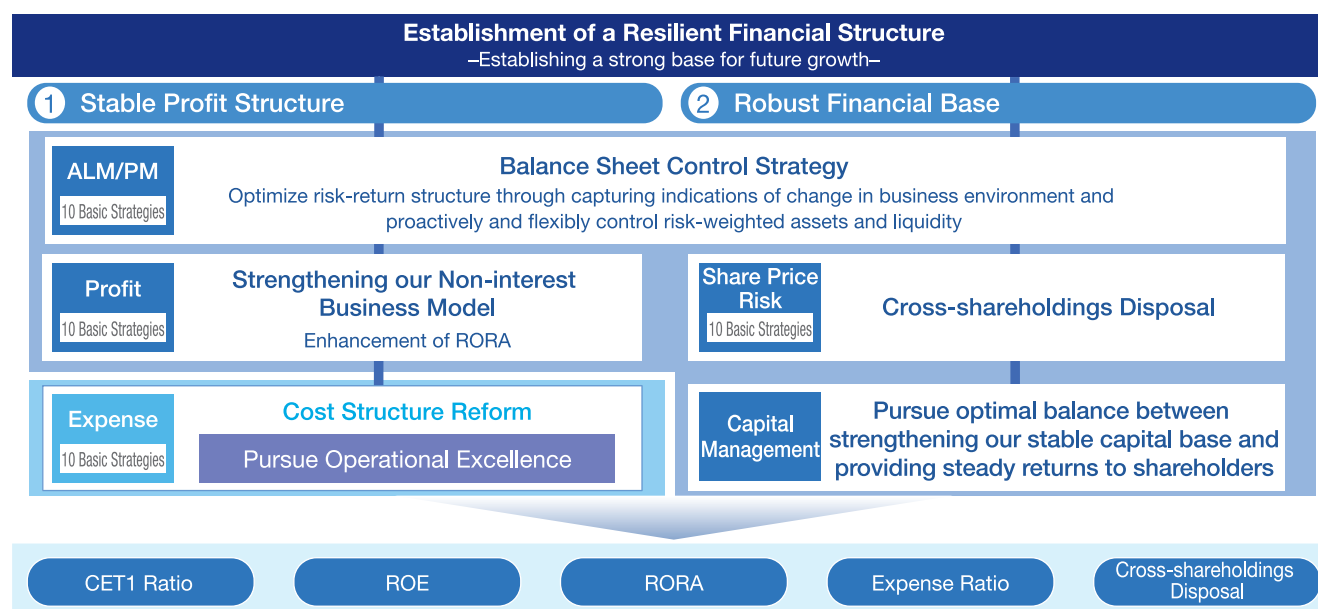 Establishment of a Resilient Financial Structure
–Establishing a strong base for future growth–
1 Stable Profit Structure
2 Robust Financial Base
ALM/PM
10 Basic Strategies
Balance Sheet Control Strategy
Optimize risk-return structure through capturing indications of change in business environment and
proactively and flexibly control risk-weighted assets and liquidity
Profit
10 Basic Strategies
Strengthening our Non-interest
Business Model
Enhancement of RORA
Share Price
Risk
10 Basic Strategies
Cross-shareholdings Disposal
Expense
10 Basic Strategies
Cost Structure Reform
Pursue Operational Excellence
Capital
Management
Pursue optimal balance between
strengthening our stable capital base and
providing steady returns to shareholders
CET1 Ratio
ROE
RORA
Expense Ratio
Cross-shareholdings
Disposal